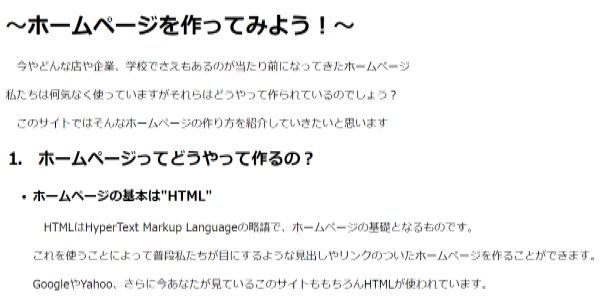 ～ホームページを作ってみよう！～
今やどんな店や企業、学校でさえもあるのが当たり前になってきたホームページ
私たちは何気なく使っていますがそれらはどうやって作られているのでしょう？
このサイトではそんなホームページの作り方を紹介していきたいと思います
1. ホームページってどうやって作るの？
• ホームページの基本は"HTML"
HTMLはHyperText Markup Languageの略語で、ホームページの基礎となるものです。
これを使うことによって普段私たちが目にするような見出しやリンクのついたホームページを作ることができます。
GoogleやYahoo、さらに今あなたが見ているこのサイトももちろんHTMLが使われています。